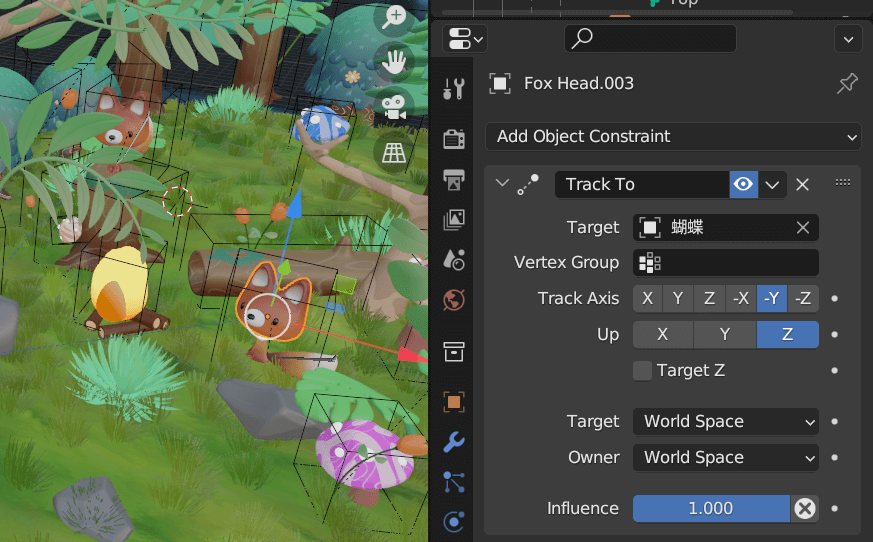 Top
Fox Head.003
Add Object Constraint
Track To
Target 蝴蝶
Vertex Group
Track Axis X Y Z -X -Y -Z
Up X Y Z
Target Z
Target World Space
Owner World Space
Influence 1.000